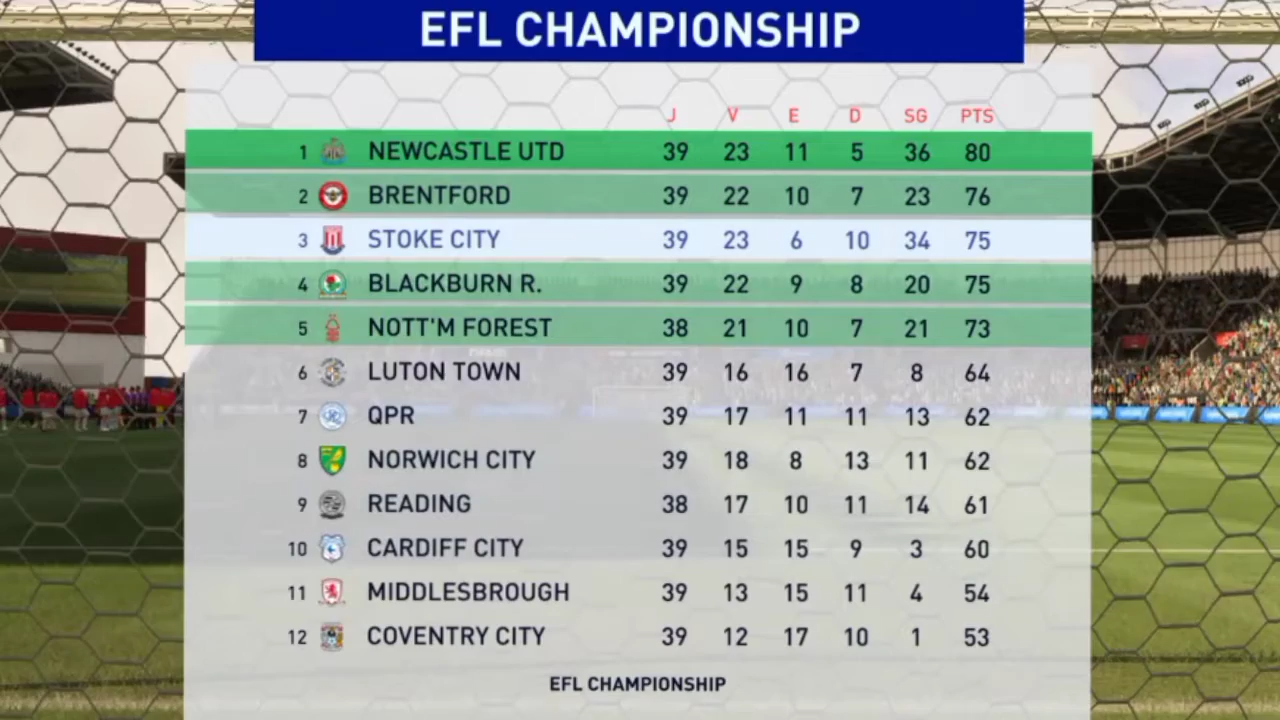 EFL CHAMPIONSHIP
J V E D SG PTS
1 NEWCASTLE UTD 39 23 11 5 36 80
2 BRENTFORD 39 22 10 7 23 76
3 STOKE CITY 39 23 6 10 34 75
4 BLACKBURN R. 39 22 9 8 20 75
5 NOTT'M FOREST 38 21 10 7 21 73
6 LUTON TOWN 39 16 16 7 8 64
7 QPR 39 17 11 11 13 62
8 NORWICH CITY 39 18 8 13 11 62
9 READING 38 17 10 11 14 61
10 CARDIFF CITY 39 15 15 9 3 60
11 MIDDLESBROUGH 39 13 15 11 4 54
12 COVENTRY CITY 39 12 17 10 1 53
EFL CHAMPIONSHIP